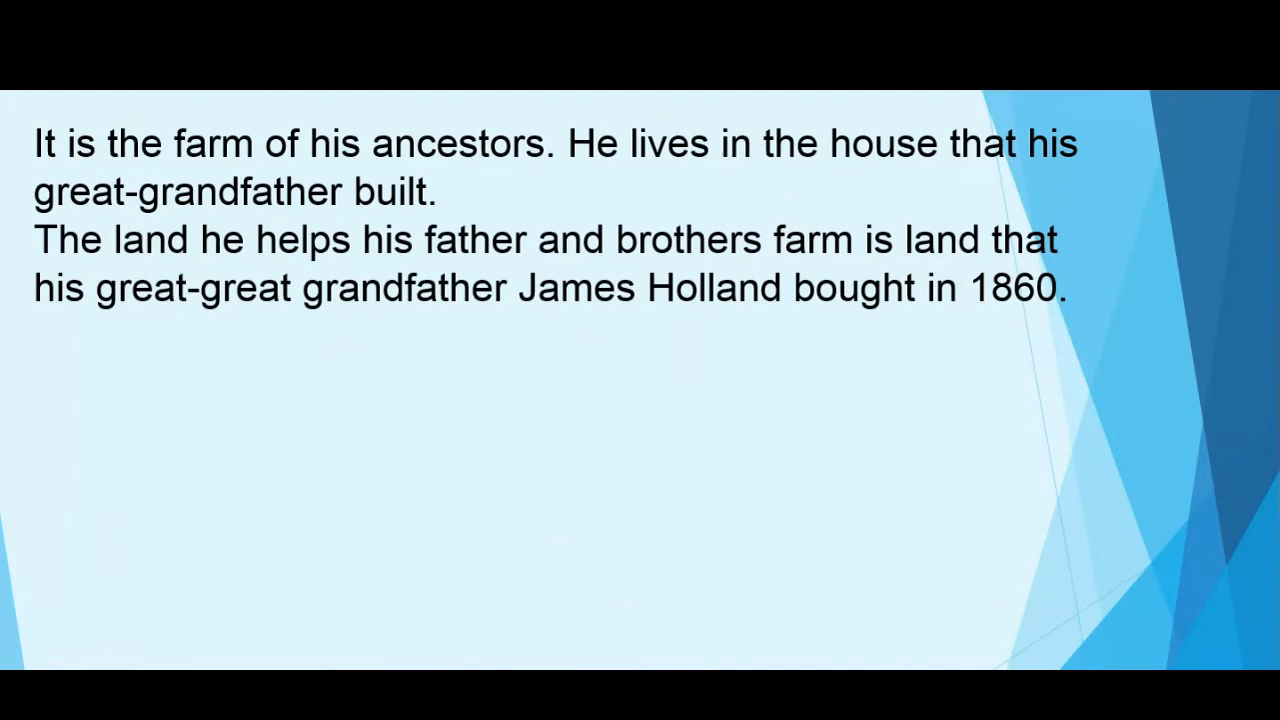 It is the farm of his ancestors. He lives in the house that his
great-grandfather built.
The land he helps his father and brothers farm is land that
his great-great grandfather James Holland bought in 1860.